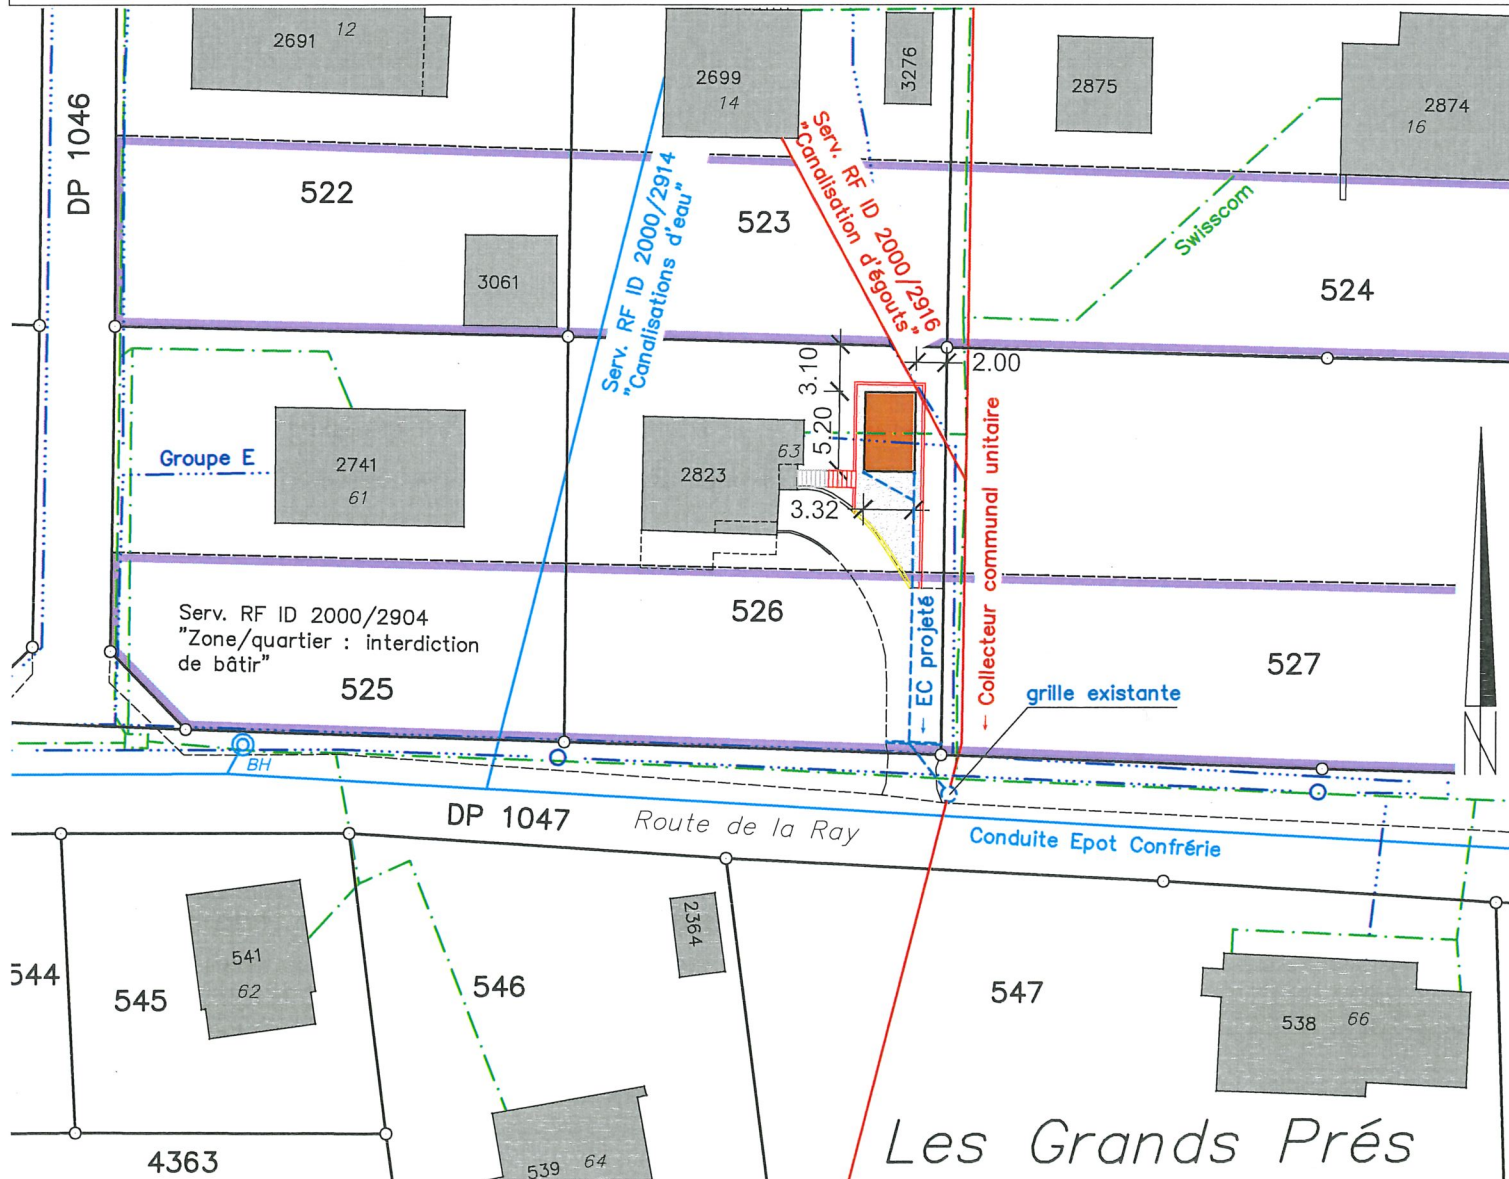 2691
12
2699
14
3276
2875
2874
16
DP 1046
522
523
524
Serv. RF ID 2000/2914
"Canalisations d'eau"
Serv. RF ID 2000/2916
"Canalisation d'égouts"
Swisscom
3061
3.10
2.00
5.20
3.32
Groupe E
2741
61
2823
63
Serv. RF ID 2000/2904
"Zone/quartier : interdiction
de bâtir"
525
526
527
← EC projeté
← Collecteur communal unitaire
grille existante
N
BH
DP 1047
Route de la Ray
Conduite Epot Confrérie
544
545
541
62
546
2364
547
538
66
4363
539
64
Les Grands Prés